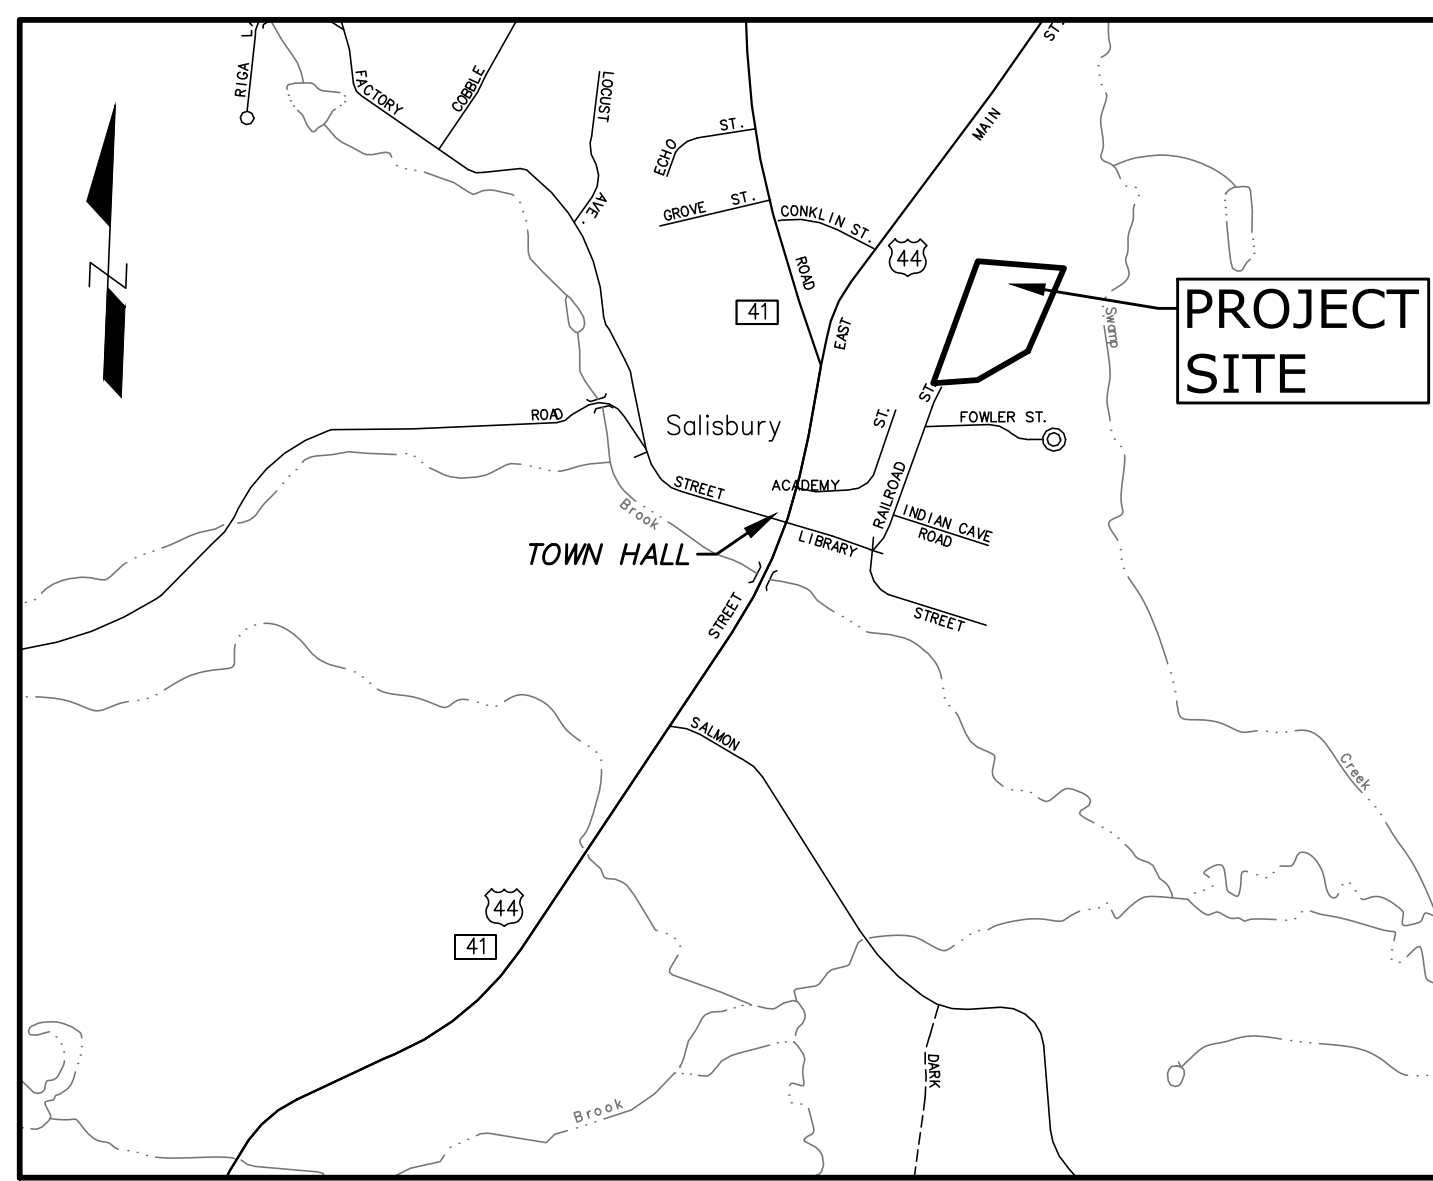 RIGA L
FACTORY
COBBLE
LOCUST
AVE.
ECHO ST.
GROVE ST.
CONKLIN ST.
MAIN ST.
ROAD
EAST
44
41
N
PROJECT
SITE
Swamp
ROAD
Salisbury
ST.
ST.
FOWLER ST.
STREET
ACADEMY
RAILROAD
INDIAN CAVE
ROAD
Brook
TOWN HALL
LIBRARY
STREET
STREET
SALMON
Creek
44
41
DARK
Brook